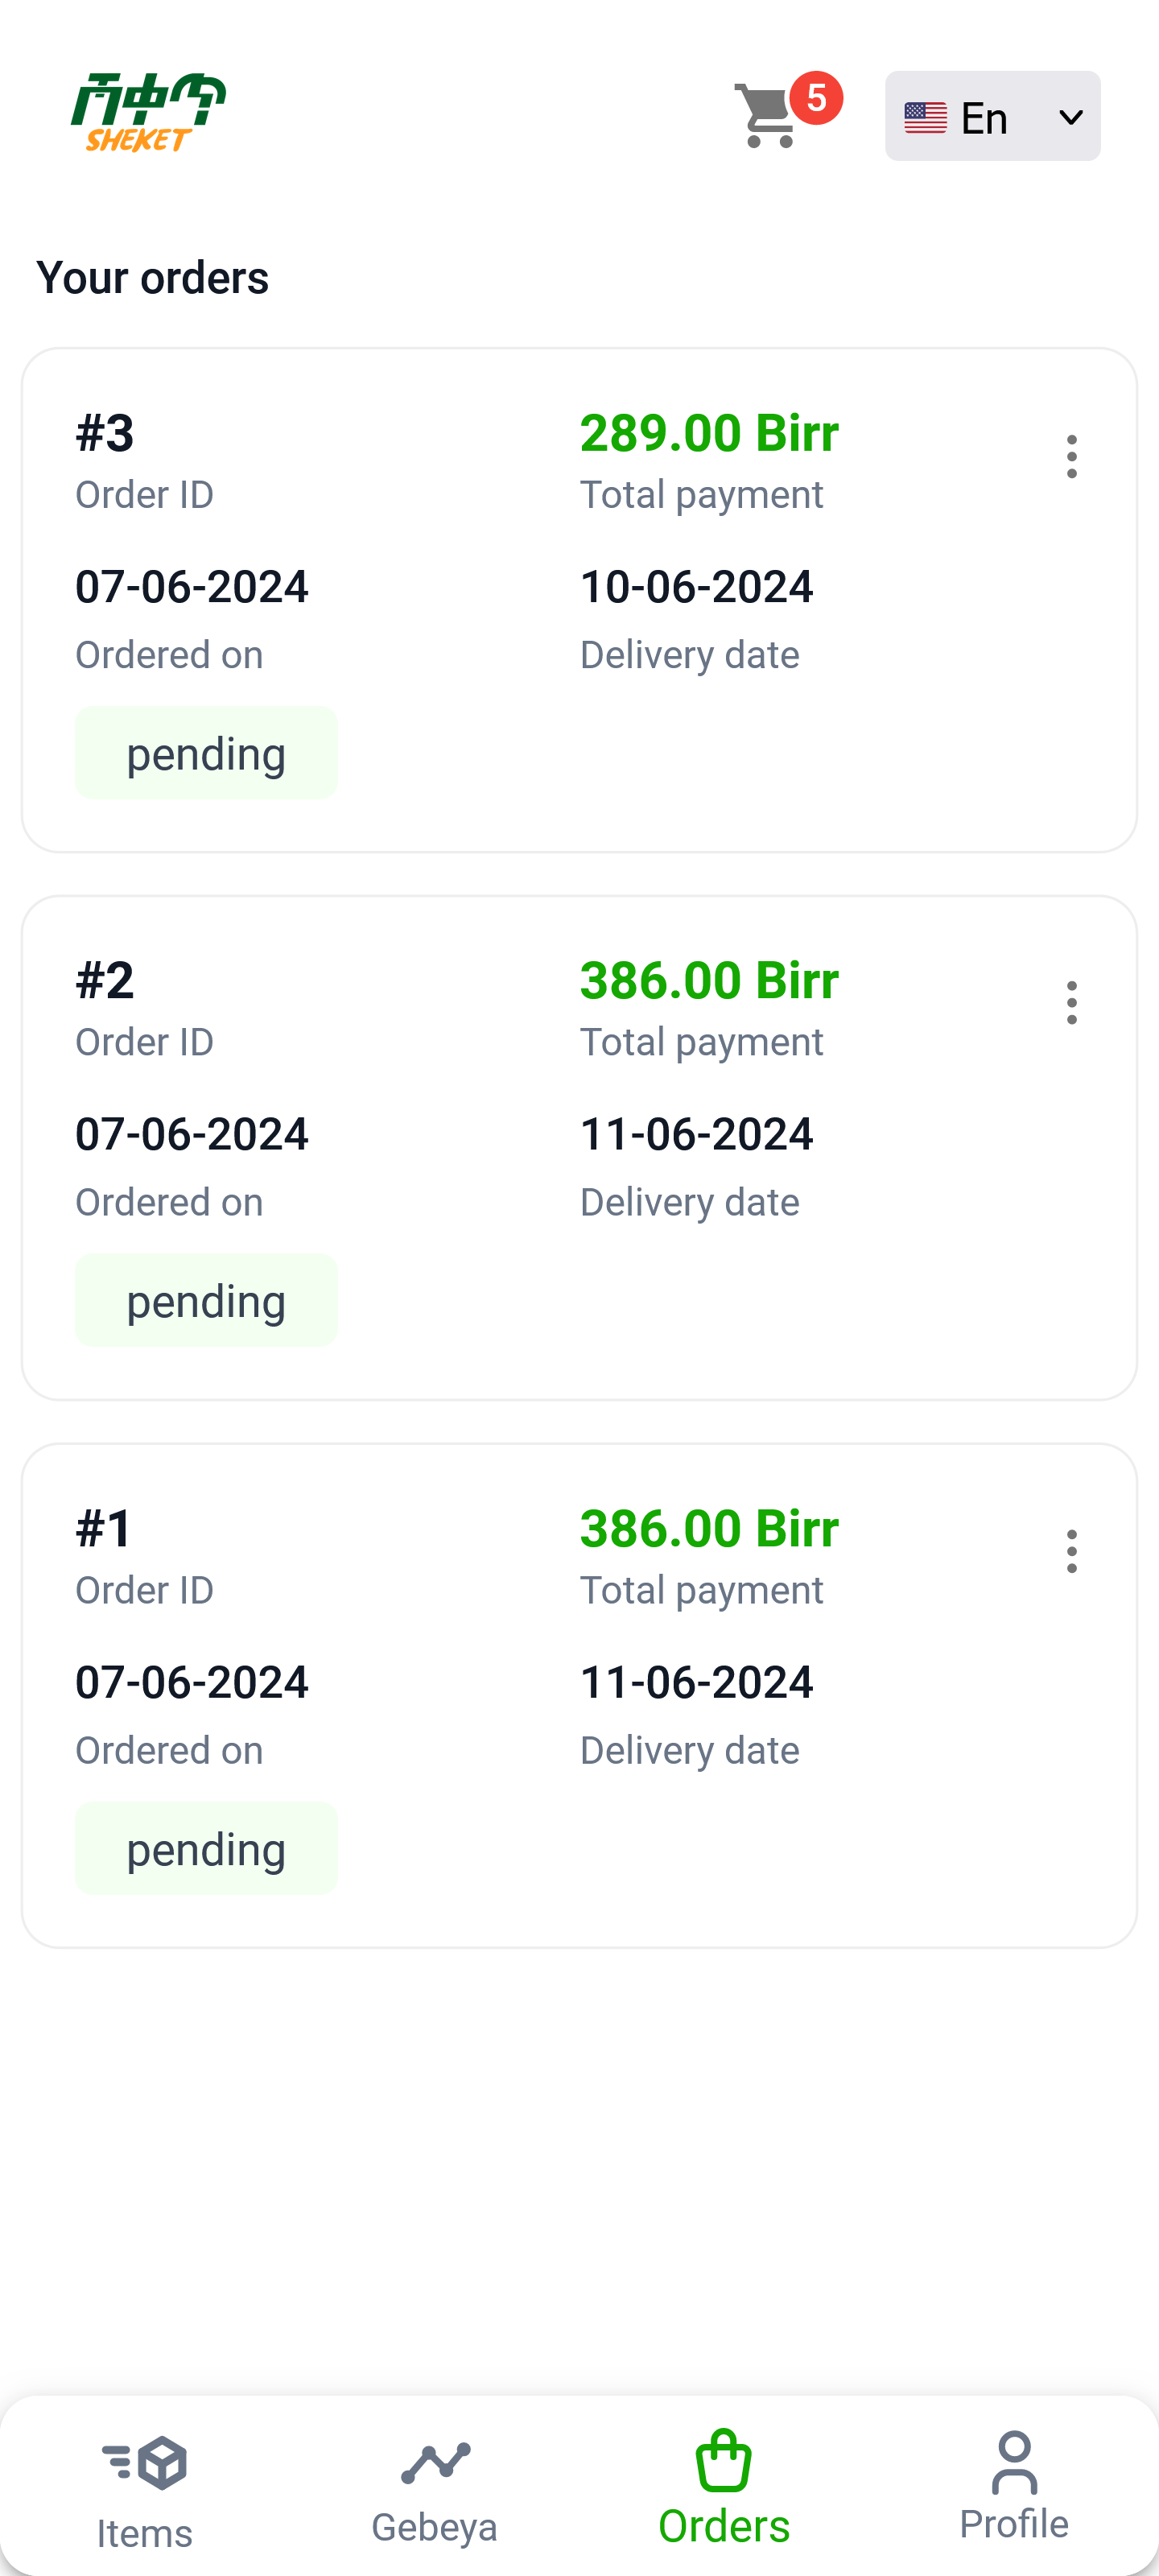 ሸቀጥ
SHEKET
5
En
Your orders
#3 289.00 Birr
Order ID Total payment
07-06-2024 10-06-2024
Ordered on Delivery date
pending
#2 386.00 Birr
Order ID Total payment
07-06-2024 11-06-2024
Ordered on Delivery date
pending
#1 386.00 Birr
Order ID Total payment
07-06-2024 11-06-2024
Ordered on Delivery date
pending
Items Gebeya Orders Profile